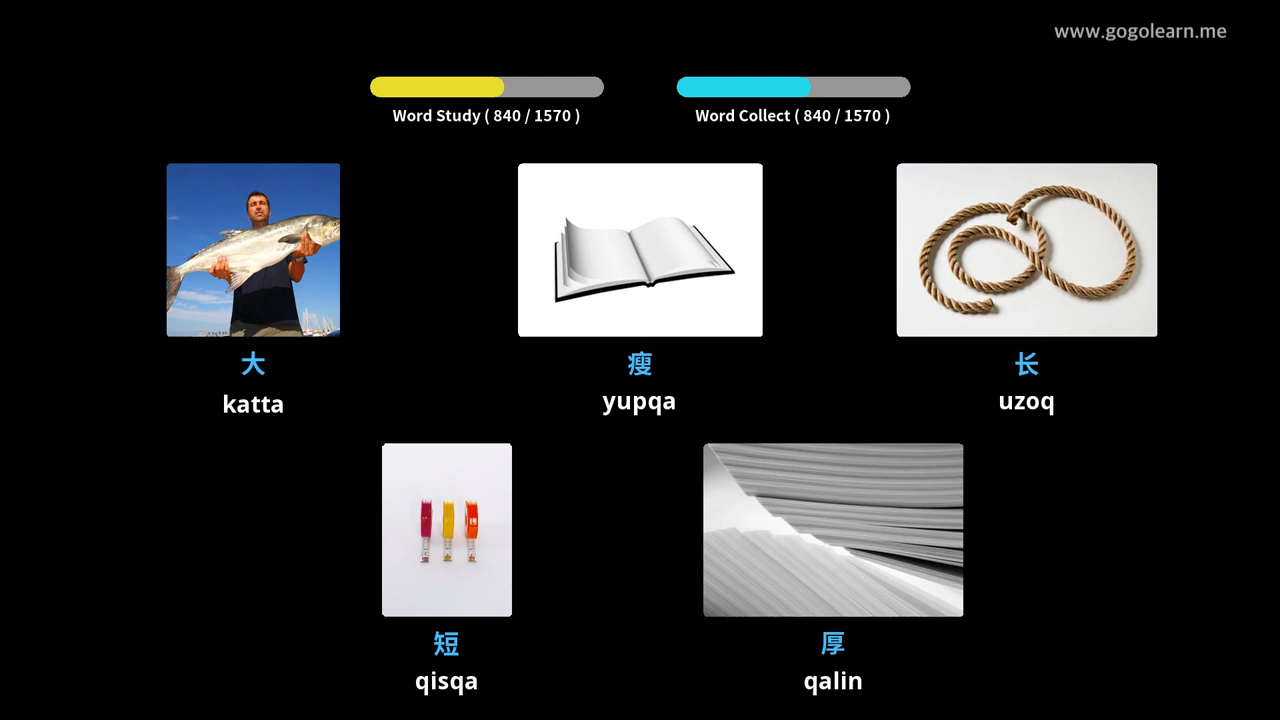 www.gogolearn.me
Word Study ( 840 / 1570 )
Word Collect ( 840 / 1570 )
大
katta
瘦
yupqa
长
uzoq
短
qisqa
厚
qalin